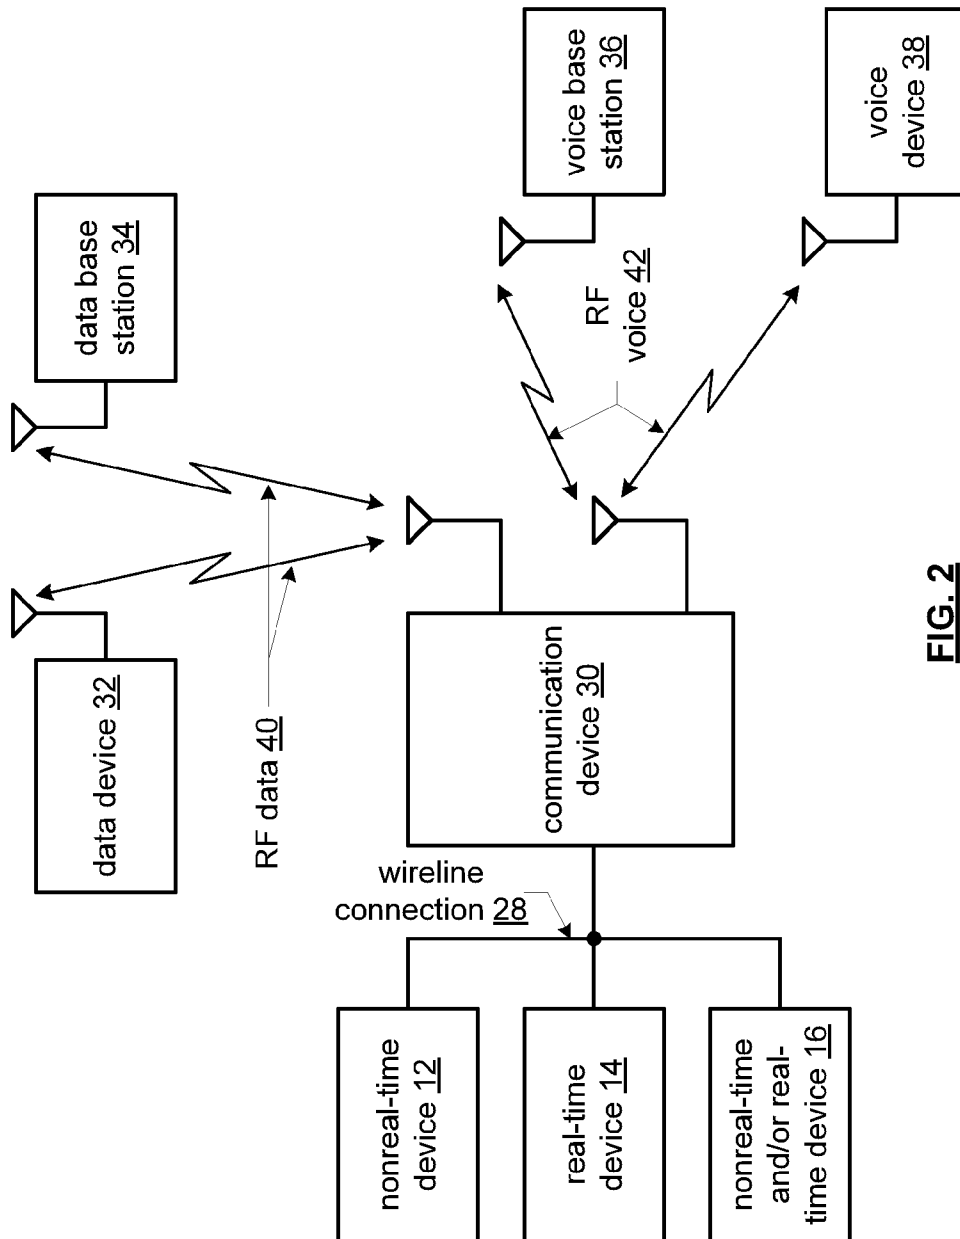 data device 32
data base
station 34
RF data 40
wireline
connection 28
nonreal-time
device 12
communication
device 30
RF
voice 42
voice base
station 36
real-time
device 14
nonreal-time
and/or real-
time device 16
voice
device 38
FIG. 2